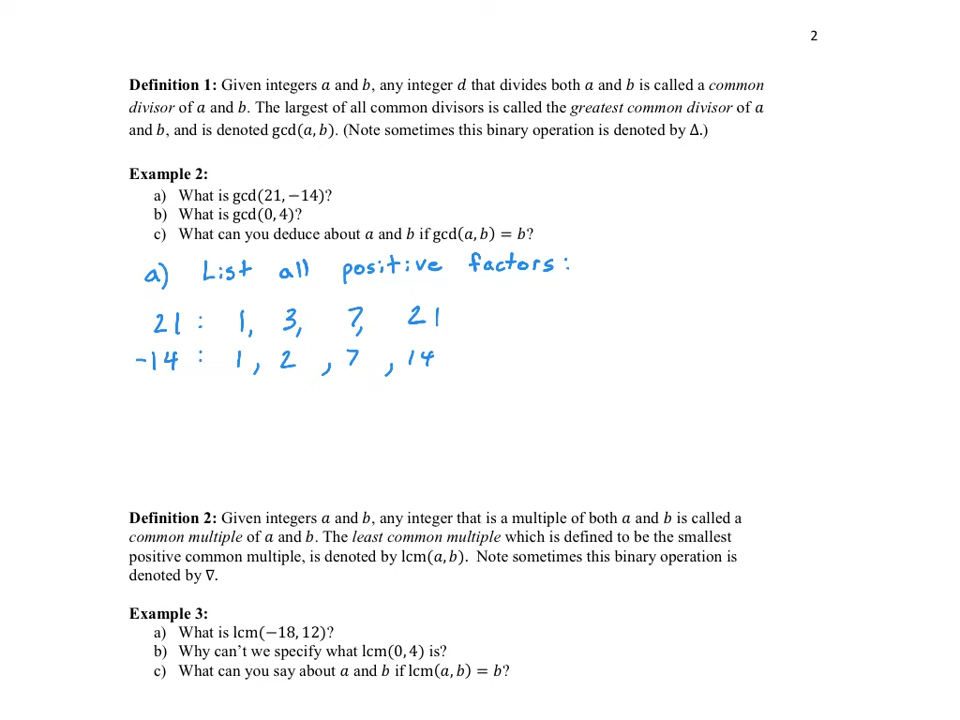 2
Definition 1: Given integers a and b, any integer d that divides both a and b is called a common
divisor of a and b. The largest of all common divisors is called the greatest common divisor of a
and b, and is denoted gcd(a, b). (Note sometimes this binary operation is denoted by Δ.)
Example 2:
a) What is gcd(21, −14)?
b) What is gcd(0, 4)?
c) What can you deduce about a and b if gcd(a, b) = b?
a) List all positive factors:
21 : 1, 3, 7, 21
-14 : 1, 2, 7, 14
Definition 2: Given integers a and b, any integer that is a multiple of both a and b is called a
common multiple of a and b. The least common multiple which is defined to be the smallest
positive common multiple, is denoted by lcm(a, b). Note sometimes this binary operation is
denoted by ∇.
Example 3:
a) What is lcm(−18, 12)?
b) Why can’t we specify what lcm(0, 4) is?
c) What can you say about a and b if lcm(a, b) = b?